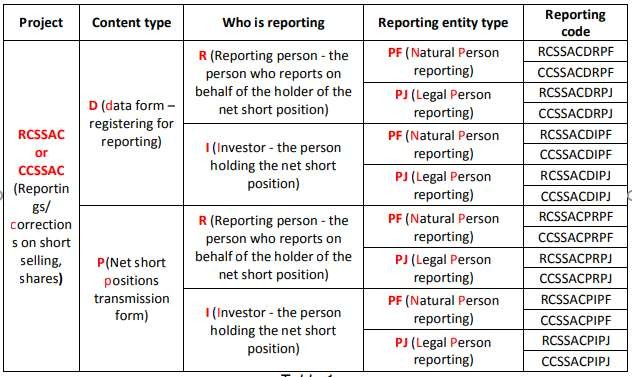 Project
Content type
Who is reporting
Reporting entity type
Reporting
code
RCSSAC
or
CCSSAC
(Reportin
gs/
correction
s on short
selling,
shares)
D (data form –
registering for
reporting)
R (Reporting person - the
person who reports on
behalf of the holder of the
net short position)
PF (Natural Person
reporting)
RCSSACDRPF
CCSSACDRPF
PJ (Legal Person
reporting)
RCSSACDRPJ
CCSSACDRPJ
I (Investor - the person
holding the net short
position)
PF (Natural Person
reporting)
RCSSACDIPF
CCSSACDIPF
PJ (Legal Person
reporting)
RCSSACDIPJ
CCSSACDIPJ
P(Net short
positions
transmission
form)
R (Reporting person - the
person who reports on
behalf of the holder of the
net short position)
PF (Natural Person
reporting)
RCSSACPRPF
CCSSACPRPF
PJ (Legal Person
reporting)
RCSSACPRPJ
CCSSACPRPJ
I (Investor - the person
holding the net short
position)
PF (Natural Person
reporting)
RCSSACPIPF
CCSSACPIPF
PJ (Legal Person
reporting)
RCSSACPIPJ
CCSSACPIPJ